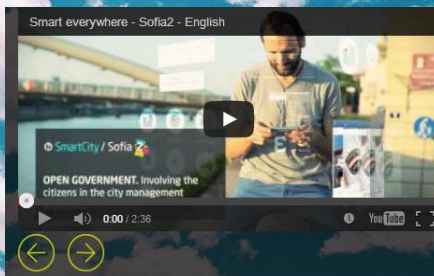 Smart everywhere - Sofia2 - English
SmartCity / Sofia2
OPEN GOVERNMENT. Involving the
citizens in the city management
0:00 / 2:36
YouTube